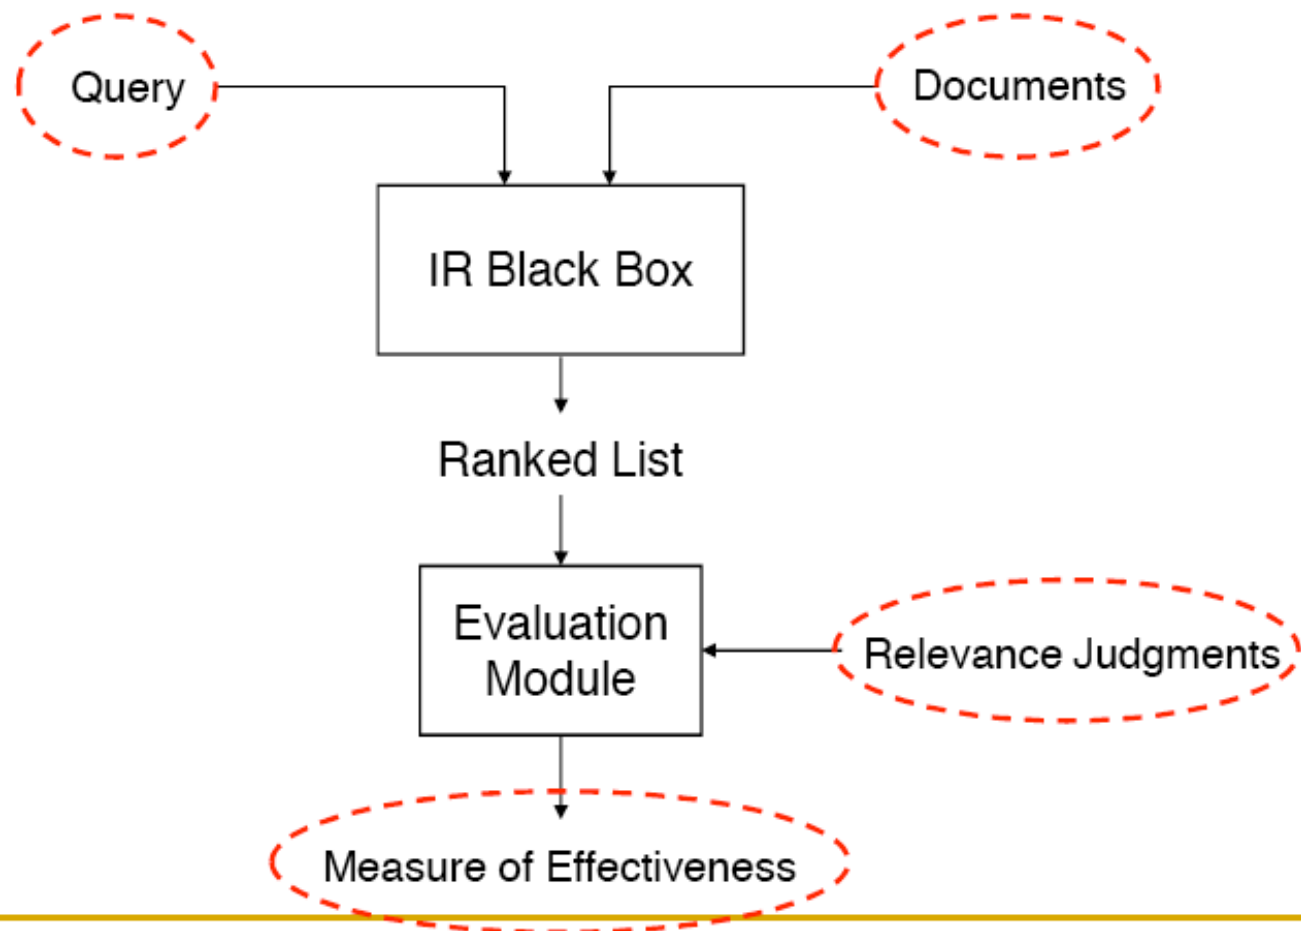 Query
Documents
IR Black Box
Ranked List
Evaluation
Module
Relevance Judgments
Measure of Effectiveness